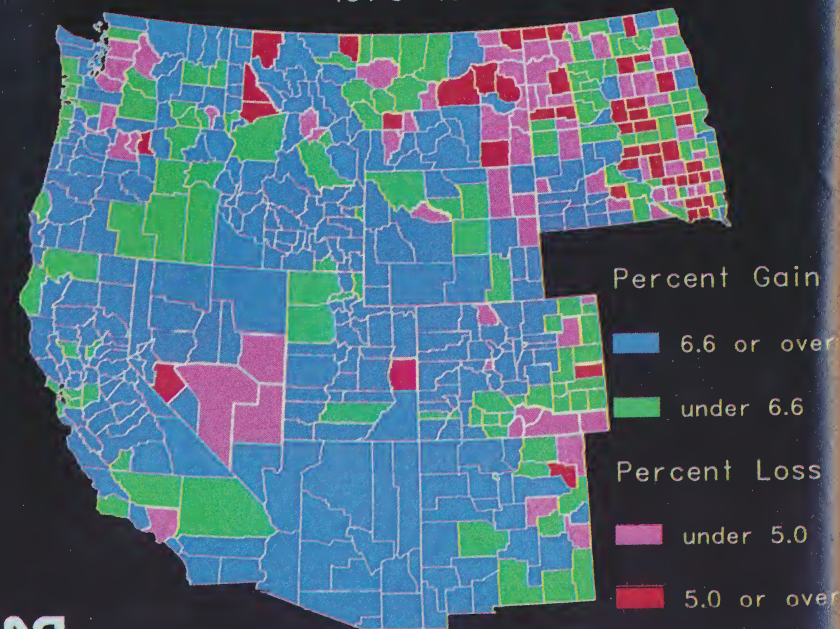 Percent Gain
6.6 or over
under 6.6
Percent Loss
under 5.0
5.0 or over